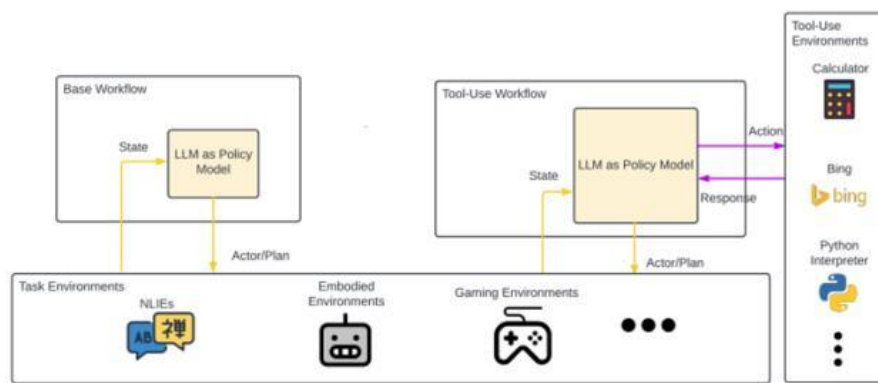 Tool-Use
Environments
Calculator
Base Workflow
Tool-Use Workflow
State
LLM as Policy
Model
LLM as Policy Model
Action
State
Response
Bing
bing
Actor/Plan
Actor/Plan
Python
Interpreter
Task Environments
NLIEs
AB
禅
Embodied
Environments
Gaming Environments